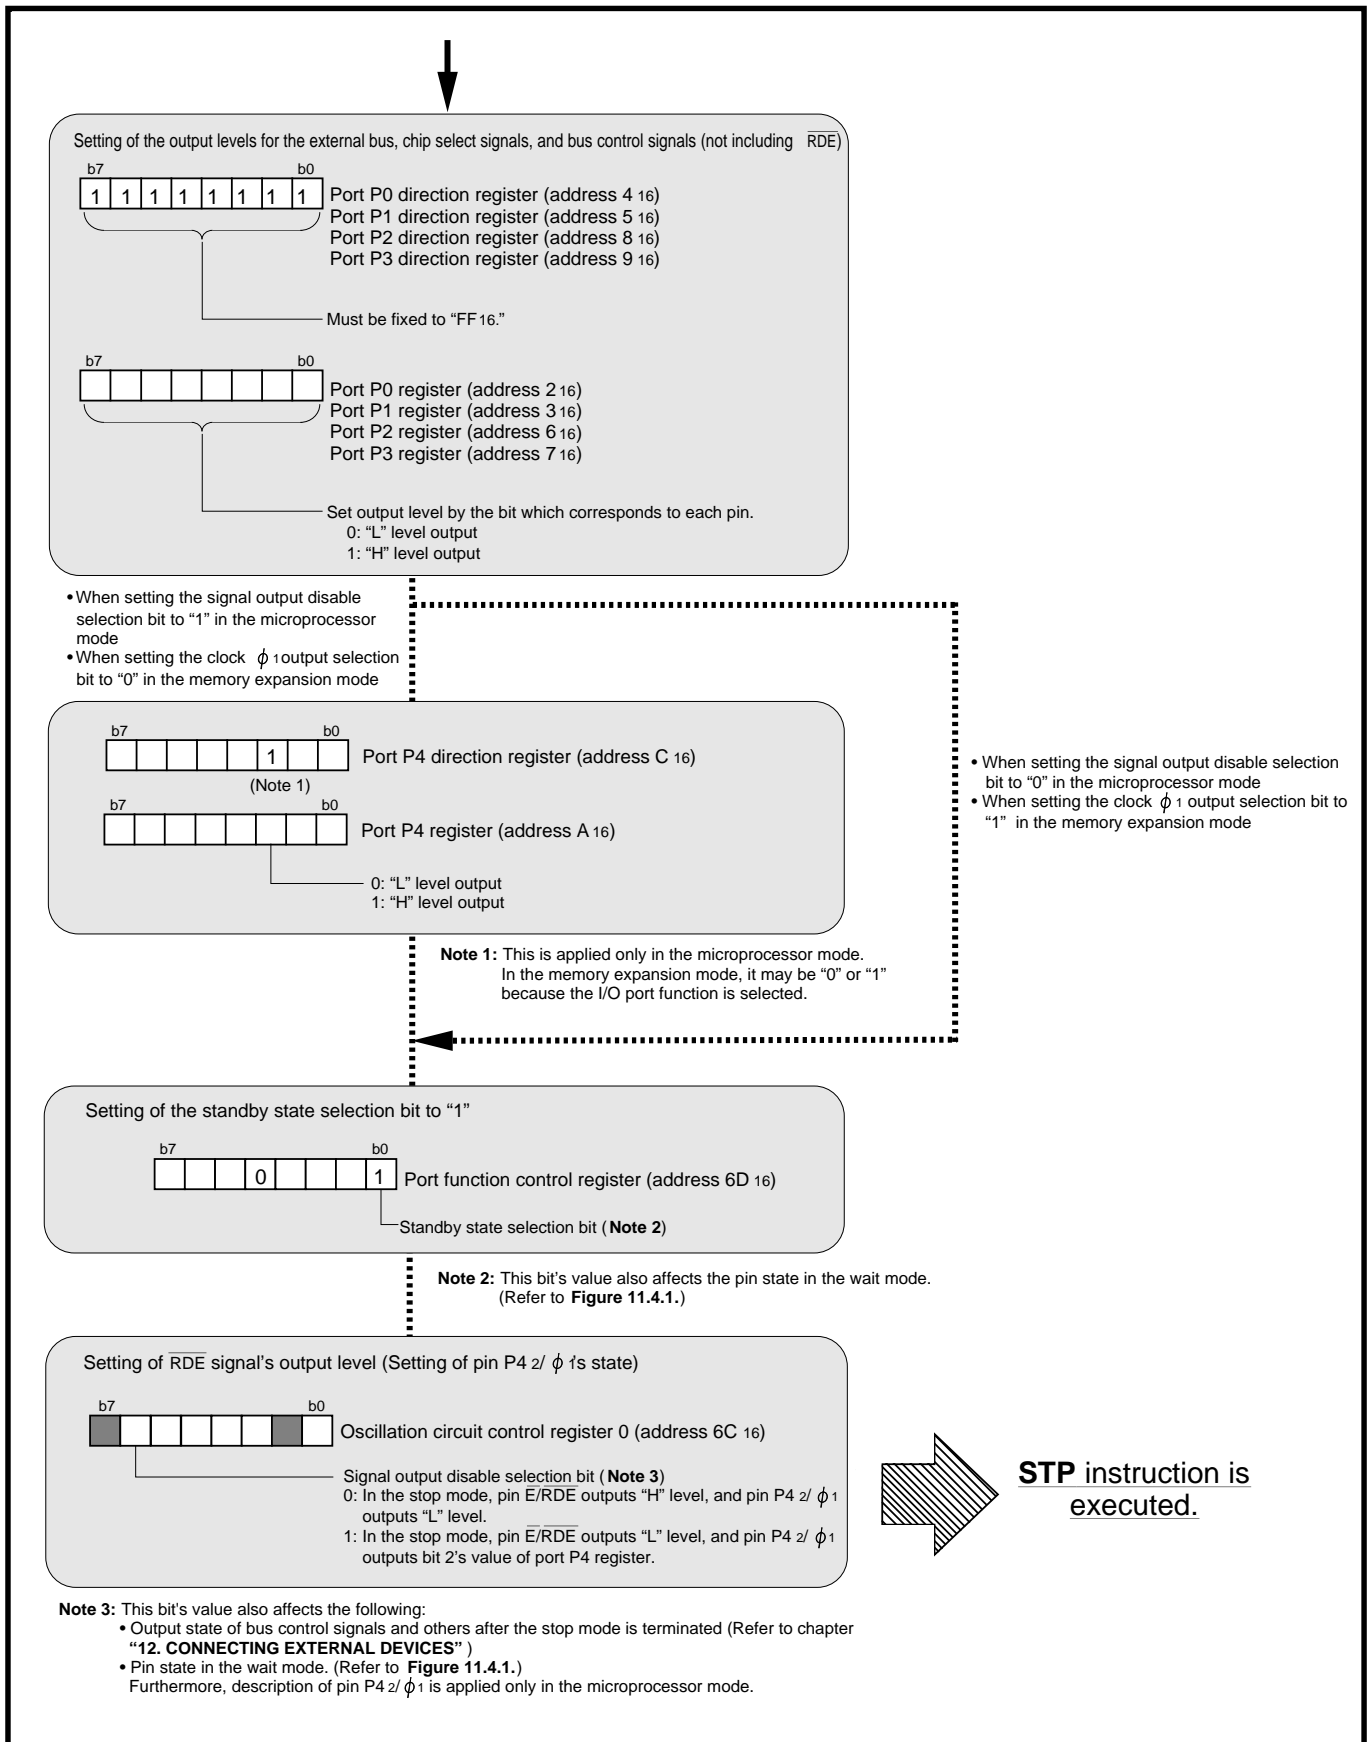 Setting of the output levels for the external bus, chip select signals, and bus control signals (not including RDE)
b7 b0
1 1 1 1 1 1 1 1
Port P0 direction register (address 4 16)
Port P1 direction register (address 5 16)
Port P2 direction register (address 8 16)
Port P3 direction register (address 9 16)
Must be fixed to “FF16.”
b7 b0
Port P0 register (address 2 16)
Port P1 register (address 3 16)
Port P2 register (address 6 16)
Port P3 register (address 7 16)
Set output level by the bit which corresponds to each pin.
0: “L” level output
1: “H” level output
• When setting the signal output disable
selection bit to “1” in the microprocessor
mode
• When setting the clock ϕ 1 output selection
bit to “0” in the memory expansion mode
b7 b0
1
Port P4 direction register (address C 16)
(Note 1)
b7 b0
Port P4 register (address A 16)
0: “L” level output
1: “H” level output
• When setting the signal output disable selection
bit to “0” in the microprocessor mode
• When setting the clock ϕ 1 output selection bit to
“1” in the memory expansion mode
Note 1: This is applied only in the microprocessor mode.
In the memory expansion mode, it may be “0” or “1”
because the I/O port function is selected.
Setting of the standby state selection bit to “1”
b7 b0
0 1
Port function control register (address 6D 16)
Standby state selection bit (Note 2)
Note 2: This bit’s value also affects the pin state in the wait mode.
(Refer to Figure 11.4.1.)
Setting of RDE signal’s output level (Setting of pin P4 2/ ϕ 1’s state)
b7 b0
Oscillation circuit control register 0 (address 6C 16)
Signal output disable selection bit (Note 3)
0: In the stop mode, pin E/RDE outputs “H” level, and pin P4 2/ ϕ 1
outputs “L” level.
1: In the stop mode, pin E/RDE outputs “L” level, and pin P4 2/ ϕ 1
outputs bit 2’s value of port P4 register.
STP instruction is
executed.
Note 3: This bit’s value also affects the following:
• Output state of bus control signals and others after the stop mode is terminated (Refer to chapter
“12. CONNECTING EXTERNAL DEVICES” )
• Pin state in the wait mode. (Refer to Figure 11.4.1.)
Furthermore, description of pin P4 2/ ϕ 1 is applied only in the microprocessor mode.